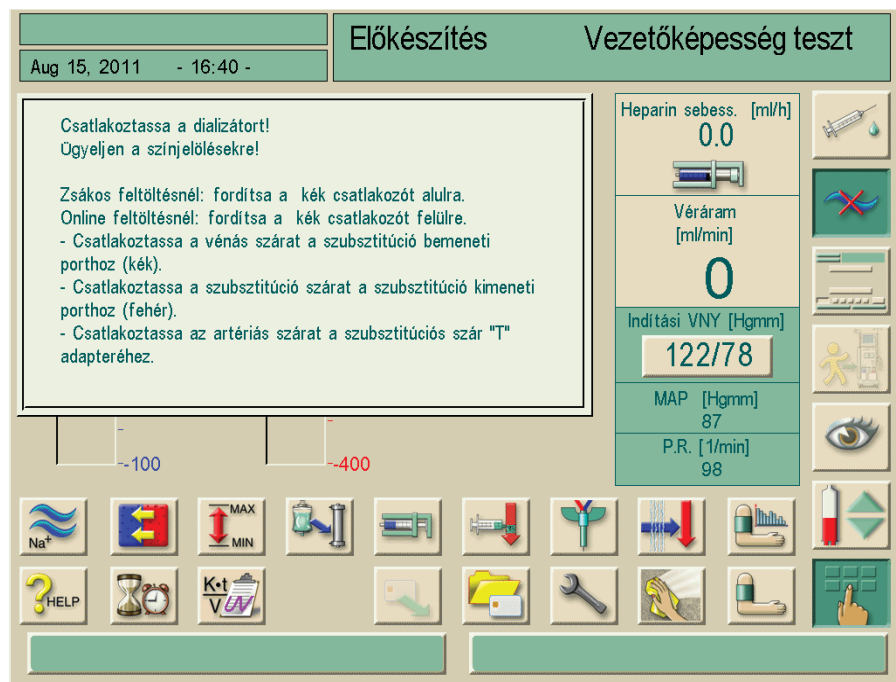 Előkészítés Vezetőképesség teszt
Aug 15, 2011 - 16:40 -
Csatlakoztassa a dializátort!
Ügyeljen a színjelölésekre!
Zsákos feltöltésnél: fordítsa a kék csatlakozót alulra.
Online feltöltésnél: fordítsa a kék csatlakozót felülre.
- Csatlakoztassa a vénás szárat a szubsztitúció bemeneti
porthoz (kék).
- Csatlakoztassa a szubsztitúció szárat a szubsztitúció kimeneti
porthoz (fehér).
- Csatlakoztassa az artériás szárat a szubsztitúciós szár "T"
adapteréhez.
Heparin sebess. [ml/h]
0.0
Véráram
[ml/min]
0
Indítási VNY [Hgmm]
122/78
MAP [Hgmm]
87
P.R. [1/min]
98
-100
-400
Na+
MAX
MIN
HELP
K•t
V
UV